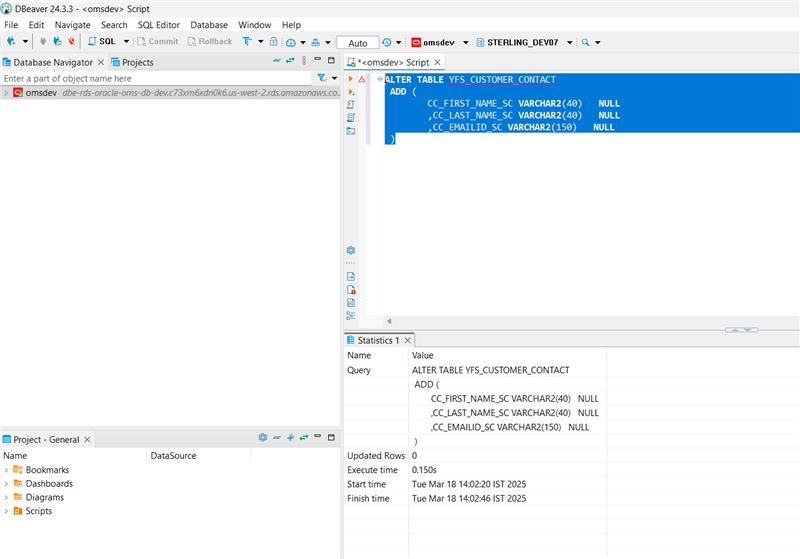 DBeaver 24.3.3 - <omsdev> Script
File Edit Navigate Search SQL Editor Database Window Help
SQL Commit Rollback T Auto omsdev STERLING_DEV07
Database Navigator Projects
Enter a part of object name here
omsdev dbe-rds-oracle-oms-db-dev.c73xm6xdn0k6.us-west-2.rds.amazonaws.co...
*<omsdev> Script
ALTER TABLE YFS_CUSTOMER_CONTACT
ADD (
CC_FIRST_NAME_SC VARCHAR2(40) NULL
,CC_LAST_NAME_SC VARCHAR2(40) NULL
,CC_EMAILID_SC VARCHAR2(150) NULL
)
Statistics 1
Name Value
Query ALTER TABLE YFS_CUSTOMER_CONTACT
ADD (
CC_FIRST_NAME_SC VARCHAR2(40) NULL
,CC_LAST_NAME_SC VARCHAR2(40) NULL
,CC_EMAILID_SC VARCHAR2(150) NULL
)
Updated Rows 0
Execute time 0.150s
Start time Tue Mar 18 14:02:20 IST 2025
Finish time Tue Mar 18 14:02:46 IST 2025
Project - General
Name DataSource
Bookmarks
Dashboards
Diagrams
Scripts